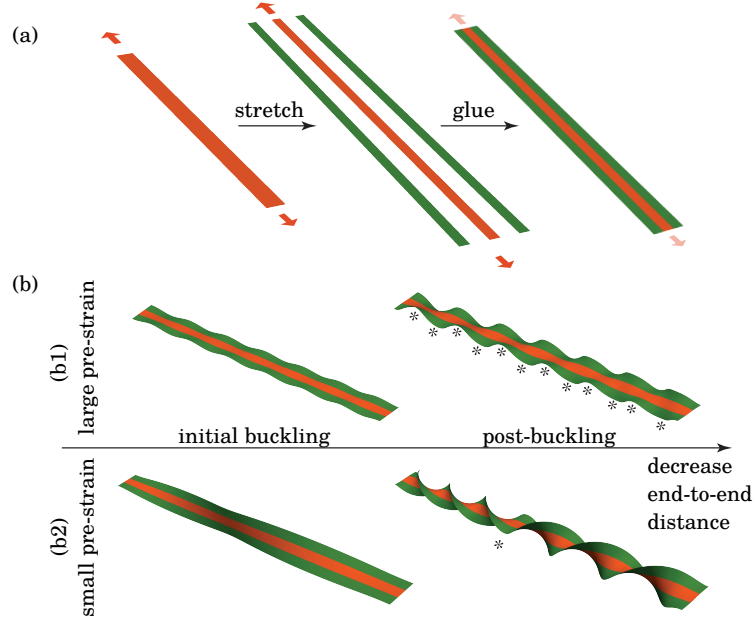 (a)
stretch
glue
(b)
(b1)
large pre-strain
* * * * * * * * * * *
initial buckling
post-buckling
decrease
end-to-end
distance
(b2)
small pre-strain
*